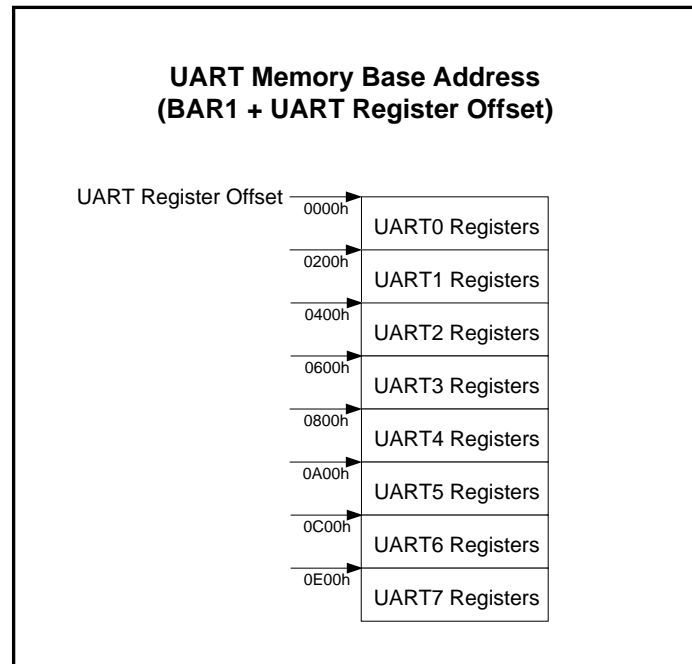 UART Memory Base Address
(BAR1 + UART Register Offset)
UART Register Offset
0000h
UART0 Registers
0200h
UART1 Registers
0400h
UART2 Registers
0600h
UART3 Registers
0800h
UART4 Registers
0A00h
UART5 Registers
0C00h
UART6 Registers
0E00h
UART7 Registers